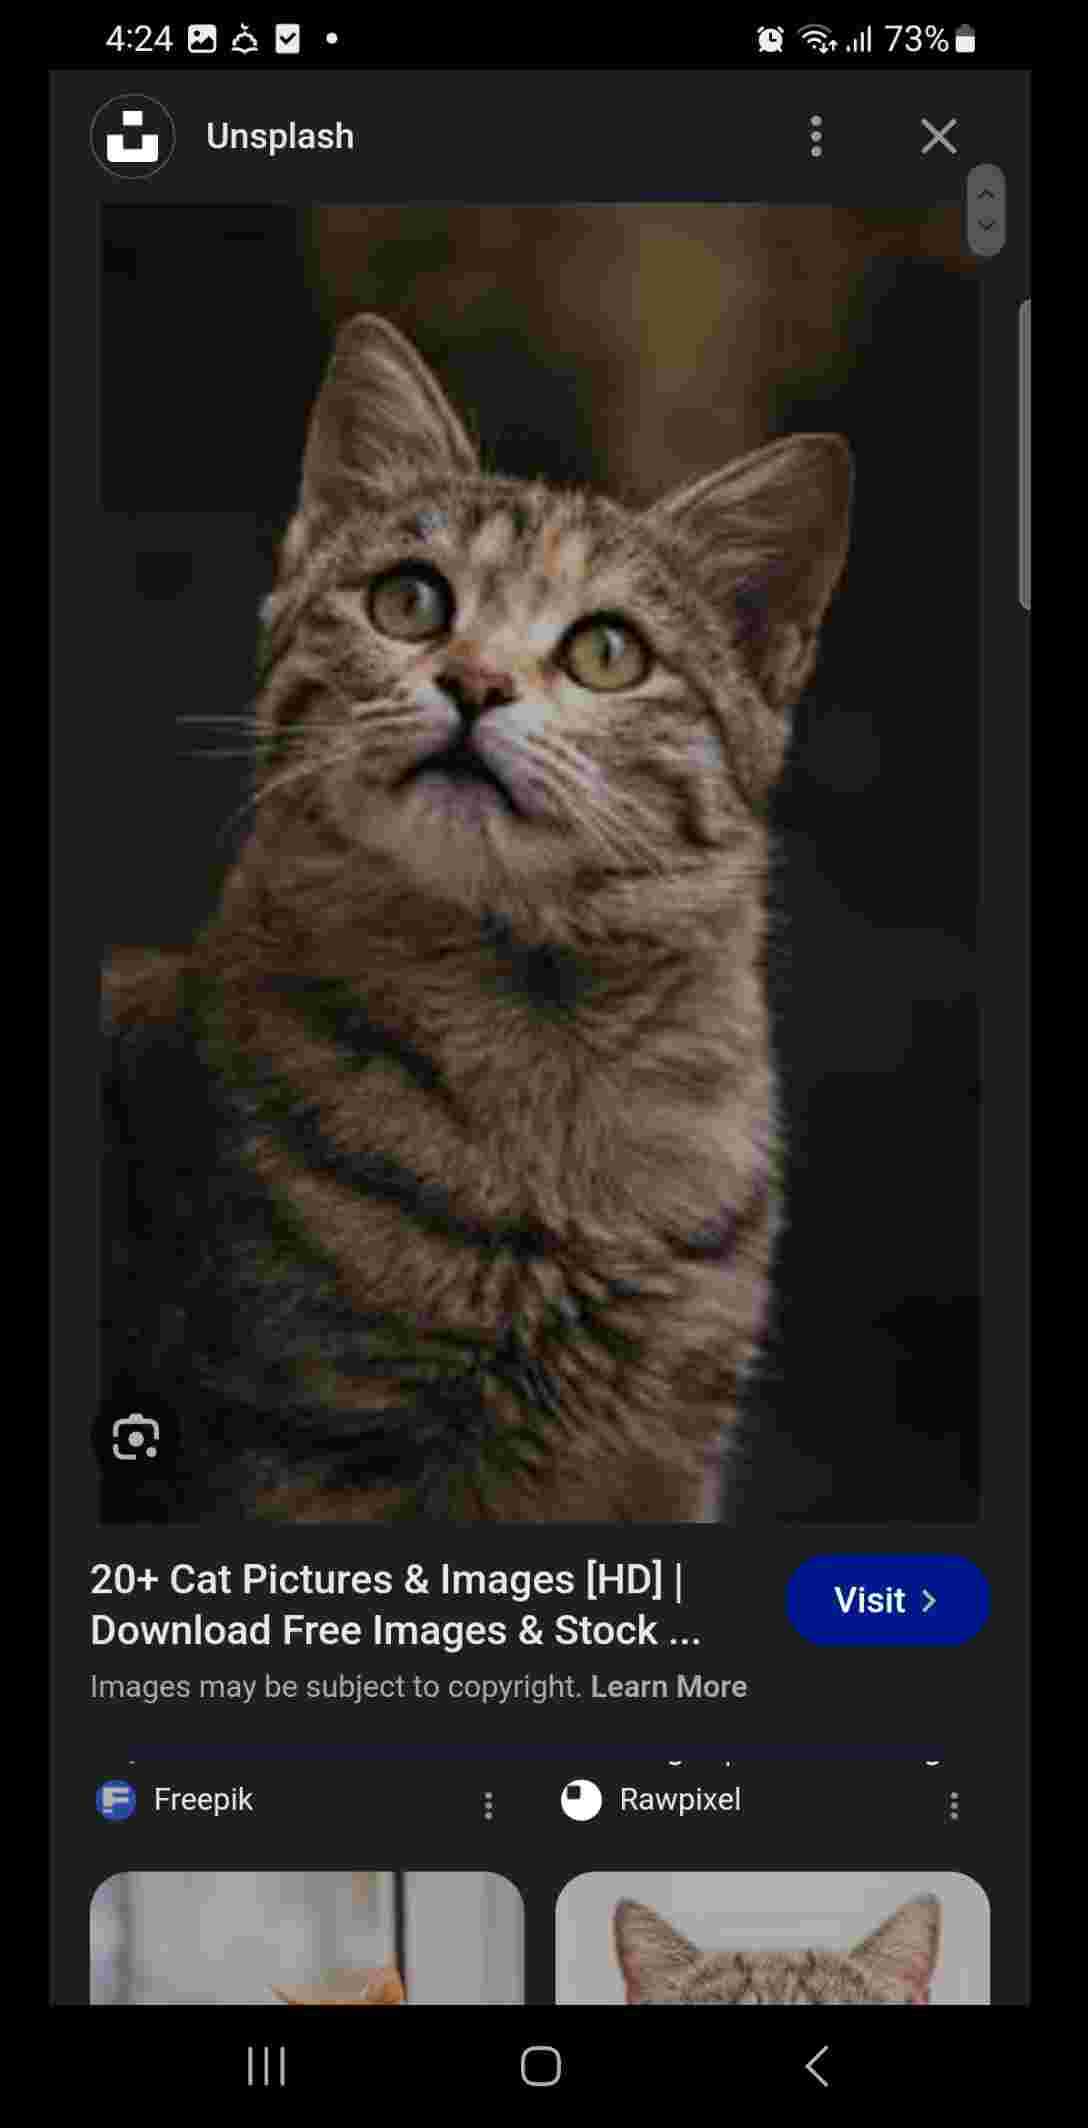 4:24 73%
Unsplash
20+ Cat Pictures & Images [HD] |
Download Free Images & Stock ...
Visit
Images may be subject to copyright. Learn More
Freepik
Rawpixel